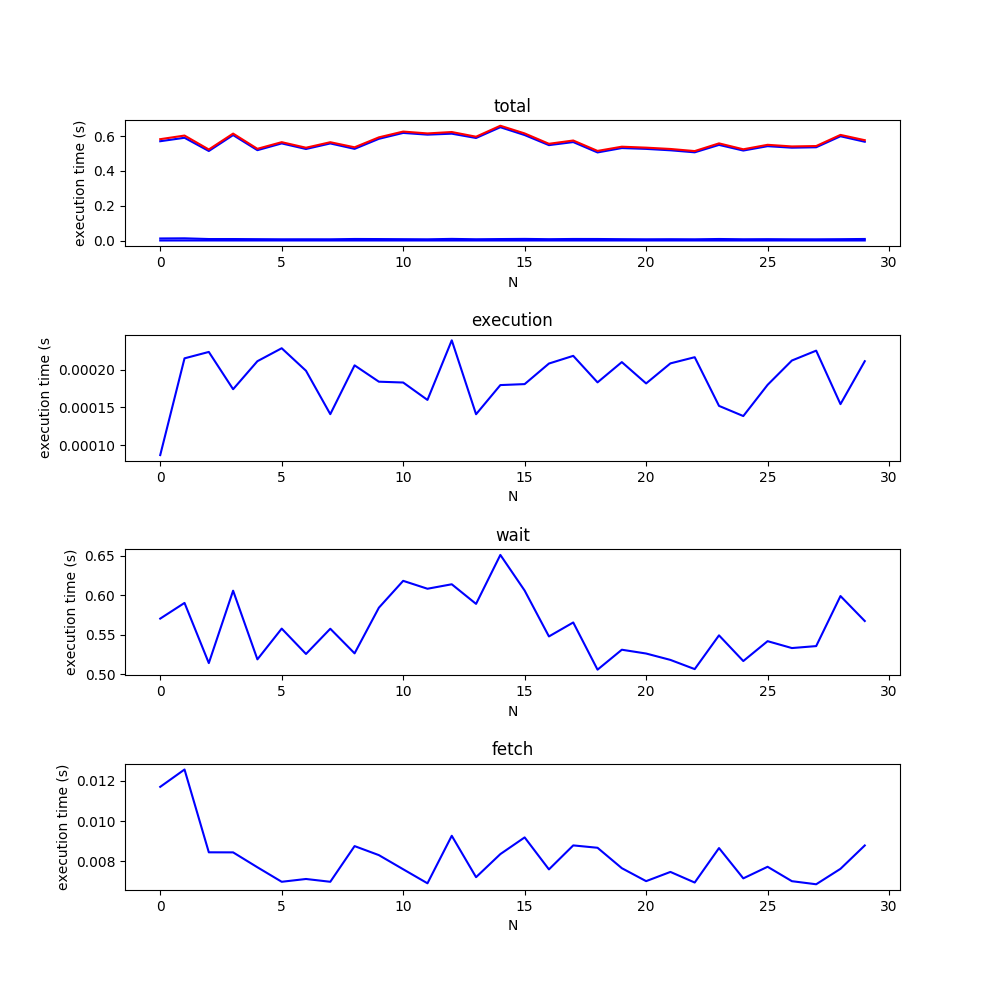 total
execution time (s)
0.6
0.4
0.2
0.0
0 5 10 15 20 25 30
N
execution
execution time (s
0.00020
0.00015
0.00010
0 5 10 15 20 25 30
N
wait
execution time (s)
0.65
0.60
0.55
0.50
0 5 10 15 20 25 30
N
fetch
execution time (s)
0.012
0.010
0.008
0 5 10 15 20 25 30
N